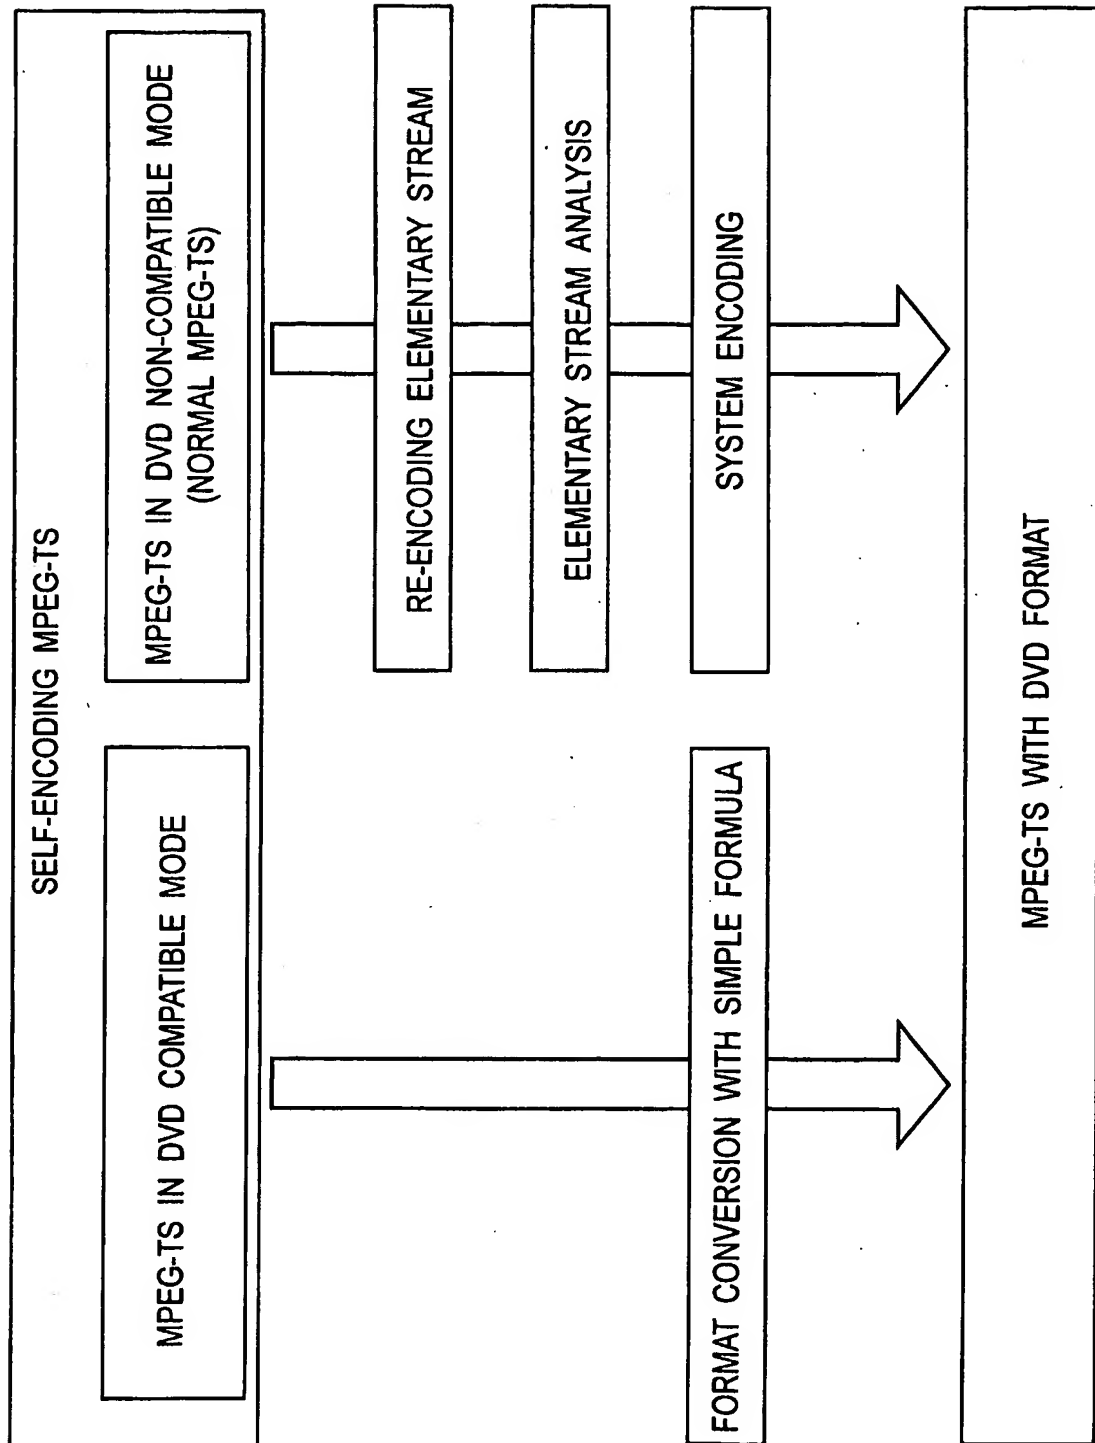 SELF-ENCODING MPEG-TS
MPEG-TS IN DVD COMPATIBLE MODE
MPEG-TS IN DVD NON-COMPATIBLE MODE
(NORMAL MPEG-TS)
RE-ENCODING ELEMENTARY STREAM
ELEMENTARY STREAM ANALYSIS
FORMAT CONVERSION WITH SIMPLE FORMULA
SYSTEM ENCODING
MPEG-TS WITH DVD FORMAT